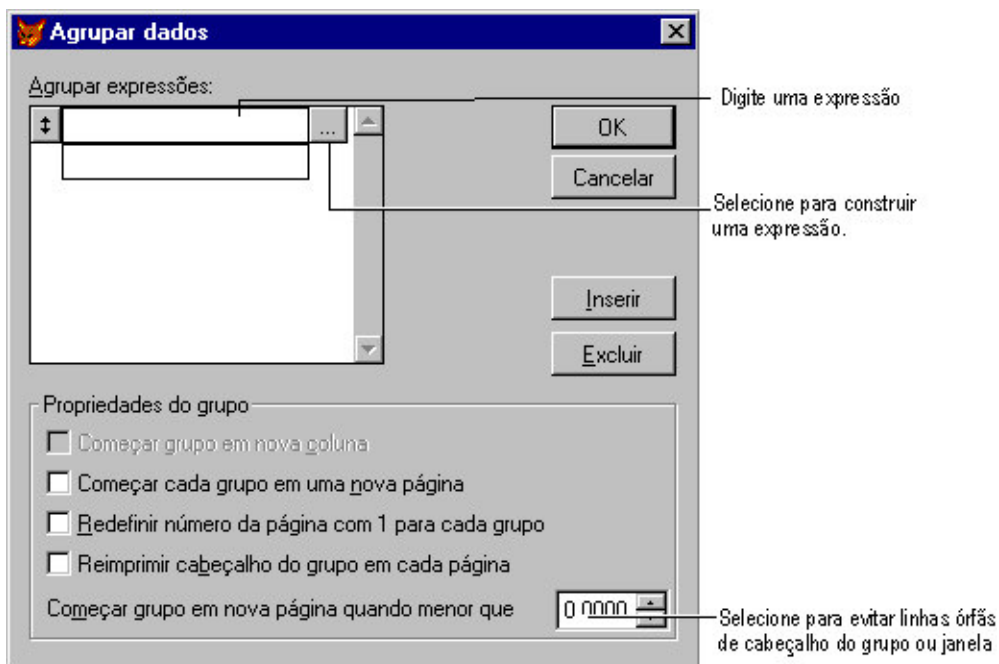 Agrupar dados
Agrupar expressões:
...
Digite uma expressão
OK
Cancelar
Selecione para construir
uma expressão.
Inserir
Excluir
Propriedades do grupo
Começar grupo em nova coluna
Começar cada grupo em uma nova página
Redefinir número da página com 1 para cada grupo
Reimprimir cabeçalho do grupo em cada página
Começar grupo em nova página quando menor que
0.0000
Selecione para evitar linhas órfãs
de cabeçalho do grupo ou janela